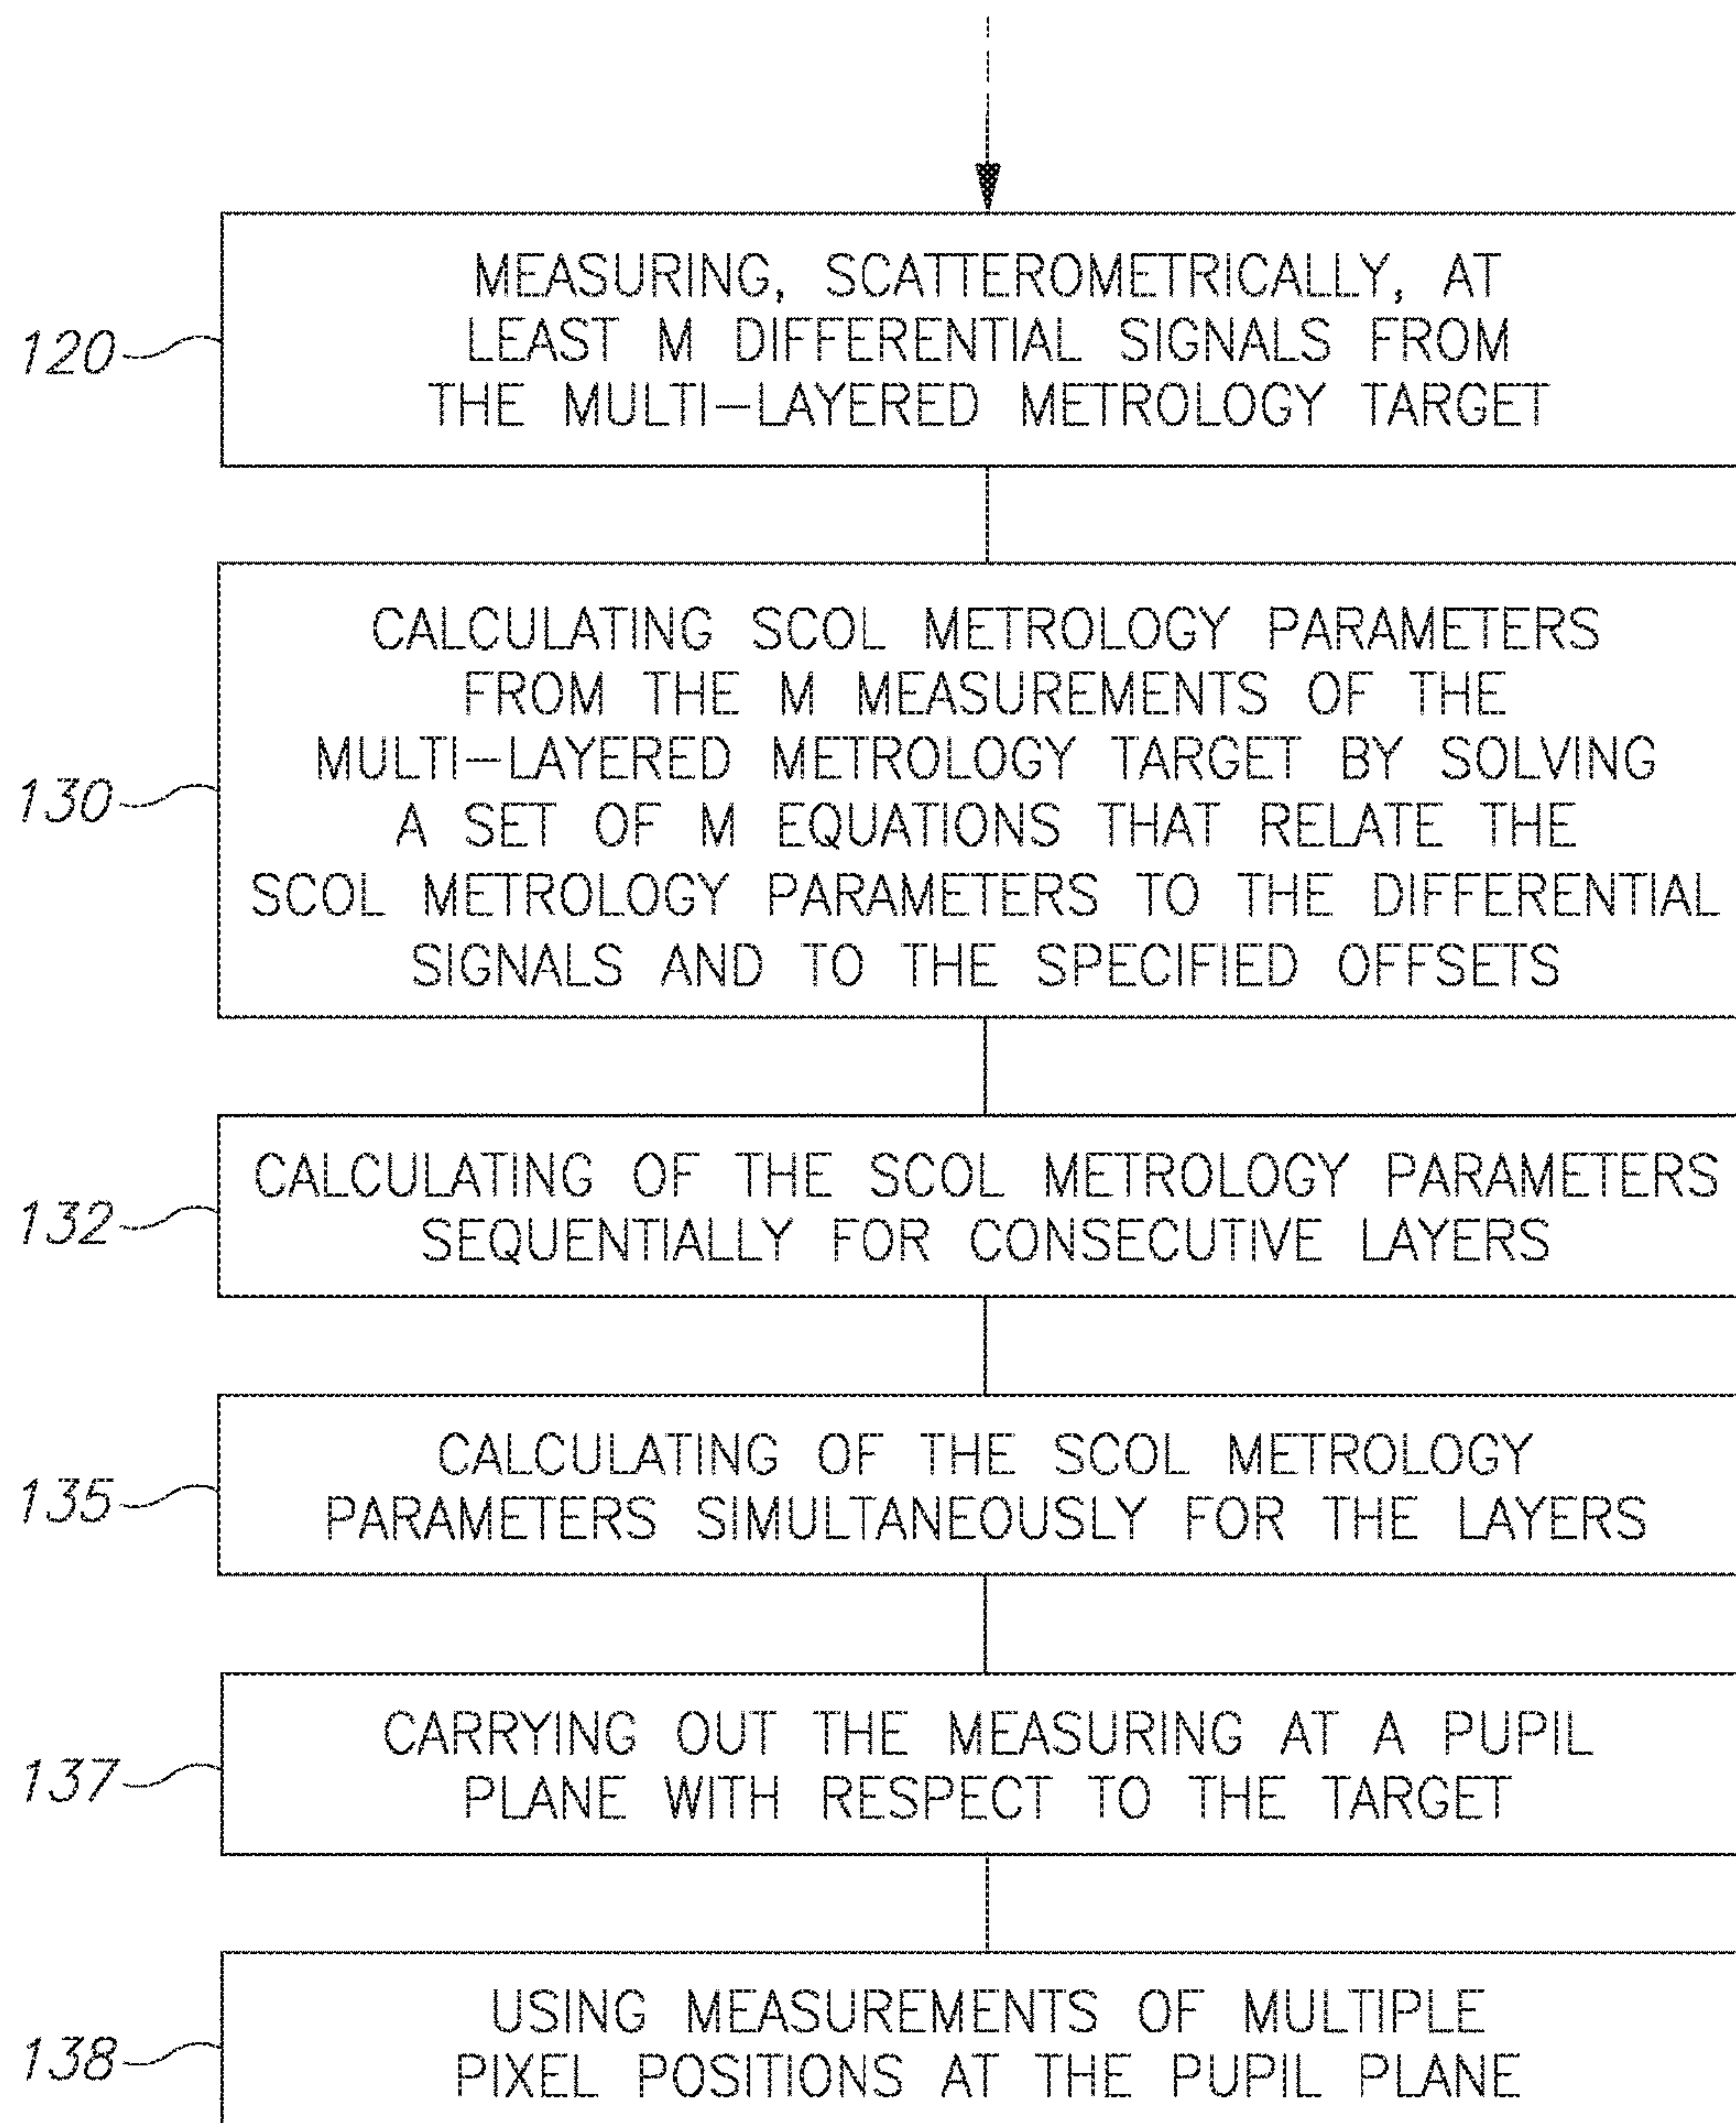 MEASURING, SCATTEROMETRICALLY, AT
LEAST M DIFFERENTIAL SIGNALS FROM
THE MULTI-LAYERED METROLOGY TARGET
120
CALCULATING SCOL METROLOGY PARAMETERS
FROM THE M MEASUREMENTS OF THE
MULTI-LAYERED METROLOGY TARGET BY SOLVING
A SET OF M EQUATIONS THAT RELATE THE
SCOL METROLOGY PARAMETERS TO THE DIFFERENTIAL
SIGNALS AND TO THE SPECIFIED OFFSETS
130
CALCULATING OF THE SCOL METROLOGY PARAMETERS
SEQUENTIALLY FOR CONSECUTIVE LAYERS
132
CALCULATING OF THE SCOL METROLOGY
PARAMETERS SIMULTANEOUSLY FOR THE LAYERS
135
CARRYING OUT THE MEASURING AT A PUPIL
PLANE WITH RESPECT TO THE TARGET
137
USING MEASUREMENTS OF MULTIPLE
PIXEL POSITIONS AT THE PUPIL PLANE
138